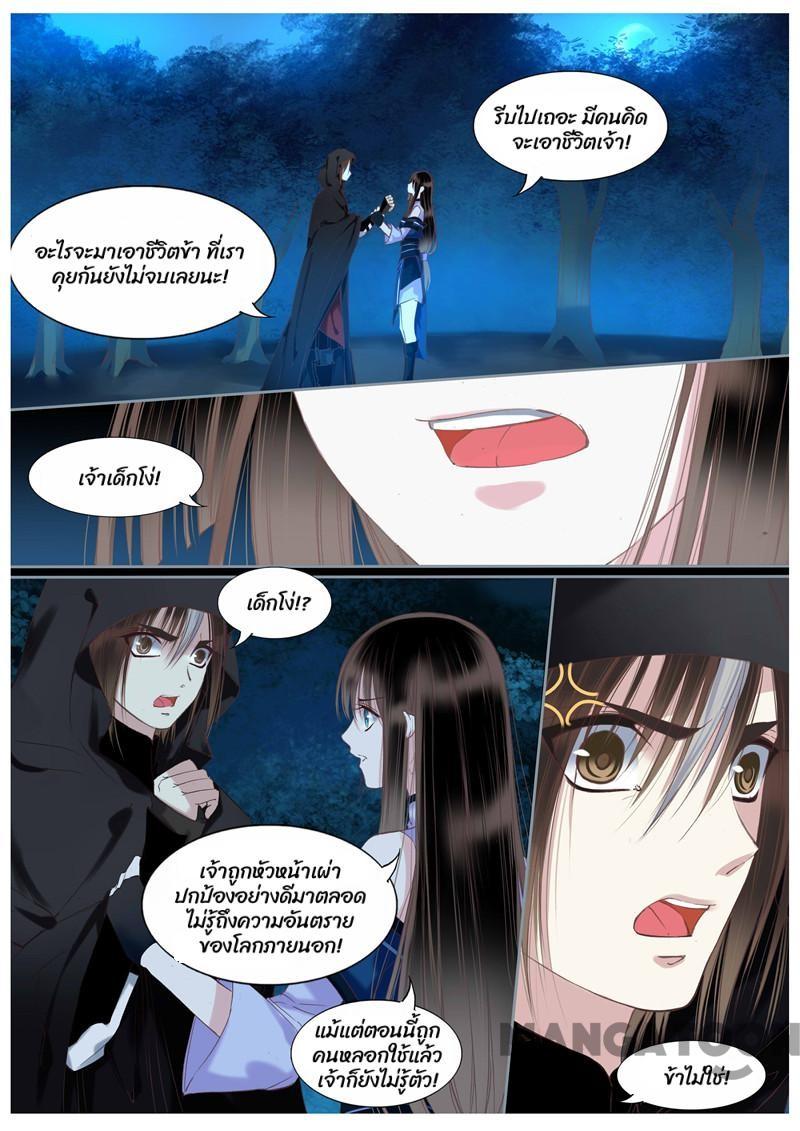 รีบไปเถอะ มีคนคิด
จะเอาชีวิตเจ้า!
อะไรจะมาเอาชีวิตข้า ที่เรา
คุยกันยังไม่จบเลยนะ!
เจ้าเด็กโง่!
เด็กโง่!?
เจ้าถูกหัวหน้าเผ่า
ปกป้องอย่างดีมาตลอด
ไม่รู้ถึงความอันตราย
ของโลกภายนอก!
แม้แต่ตอนนี้ถูก
คนหลอกใช้แล้ว
เจ้าก็ยังไม่รู้ตัว!
MANGATOON
ข้าไม่ใช่!